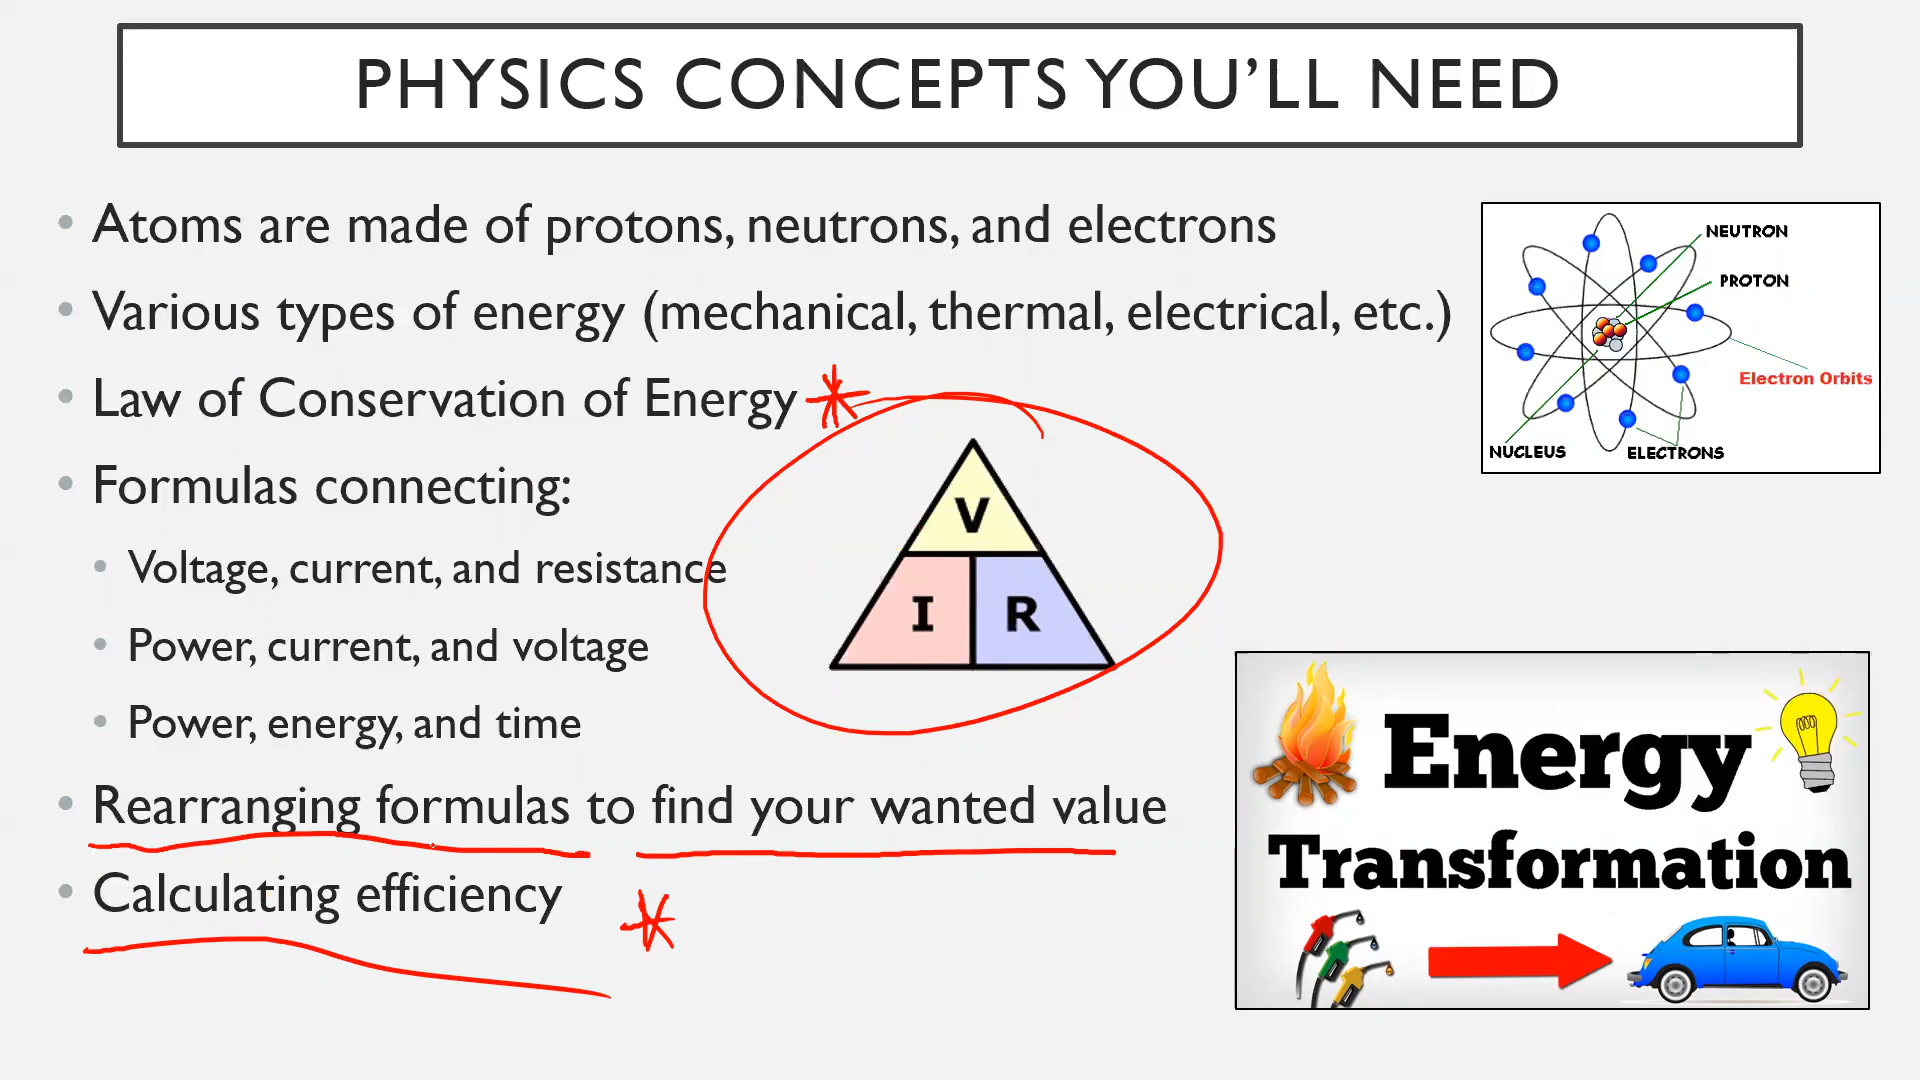 PHYSICS CONCEPTS YOU'LL NEED
• Atoms are made of protons, neutrons, and electrons
• Various types of energy (mechanical, thermal, electrical, etc.)
• Law of Conservation of Energy *
• Formulas connecting:
• Voltage, current, and resistance
• Power, current, and voltage
• Power, energy, and time
• Rearranging formulas to find your wanted value
• Calculating efficiency *
V
I R
NEUTRON
PROTON
Electron Orbits
NUCLEUS ELECTRONS
Energy
Transformation